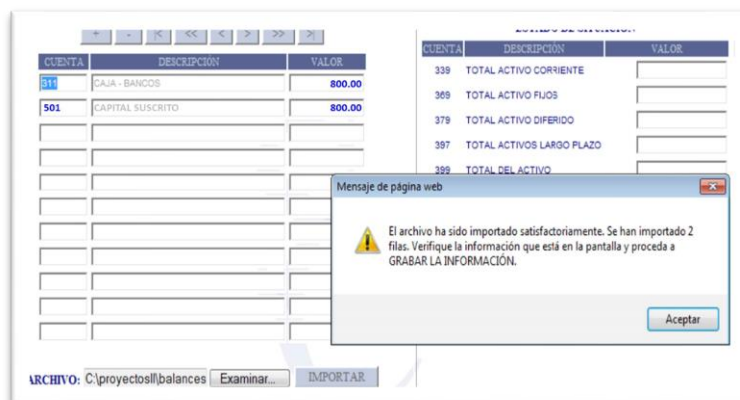 + - |< << < > >> >|
CUENTA DESCRIPCIÓN VALOR
311 CAJA - BANCOS 800.00
501 CAPITAL SUSCRITO 800.00
ARCHIVO: C:\proyectosII\balances Examinar... IMPORTAR
CUENTA DESCRIPCIÓN VALOR
339 TOTAL ACTIVO CORRIENTE
369 TOTAL ACTIVO FIJOS
379 TOTAL ACTIVO DIFERIDO
397 TOTAL ACTIVOS LARGO PLAZO
399 TOTAL DEL ACTIVO
Mensaje de página web
El archivo ha sido importado satisfactoriamente. Se han importado 2
filas. Verifique la información que está en la pantalla y proceda a
GRABAR LA INFORMACIÓN.
Aceptar